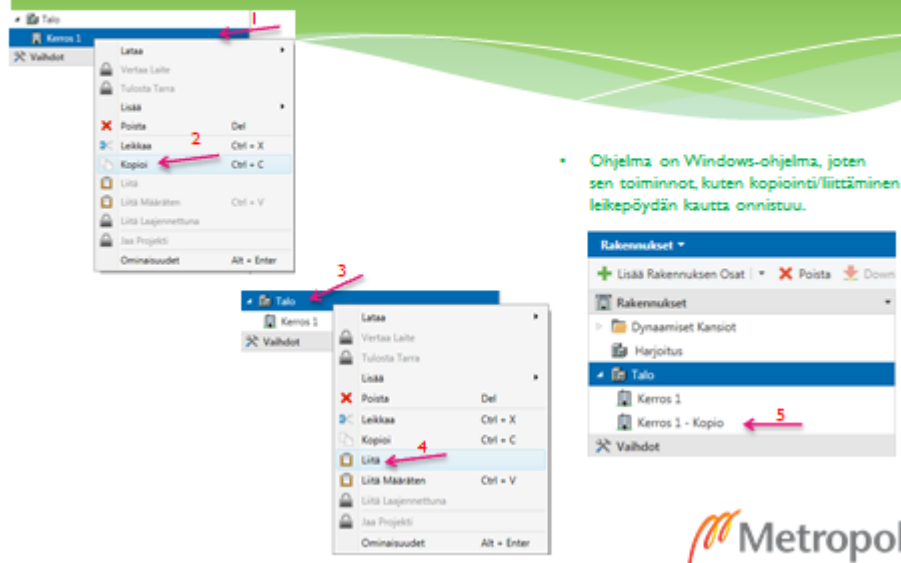 Talo
1
Kerros 1
Vaihdot
Lataa
Vertaa Laite
Tulosta Tarra
Lisää
Poista Del
2
Leikkaa Ctrl + X
Kopioi Ctrl + C
Liitä
Liitä Määräten Ctrl + V
Liitä Laajennettuna
Jaa Projekti
Ominaisuudet Alt + Enter
3
Talo
Kerros 1
Vaihdot
Lataa
Vertaa Laite
Tulosta Tarra
Lisää
Poista Del
Leikkaa Ctrl + X
Kopioi Ctrl + C
4
Liitä
Liitä Määräten Ctrl + V
Liitä Laajennettuna
Jaa Projekti
Ominaisuudet Alt + Enter
• Ohjelma on Windows-ohjelma, joten
sen toiminnot, kuten kopiointi/liittäminen
leikepöydän kautta onnistuu.
Rakennukset
Lisää Rakennuksen Osat Poista Down
Rakennukset
Dynaamiset Kansiot
Harjoitus
Talo
Kerros 1
Kerros 1 - Kopio 5
Vaihdot
Metropol